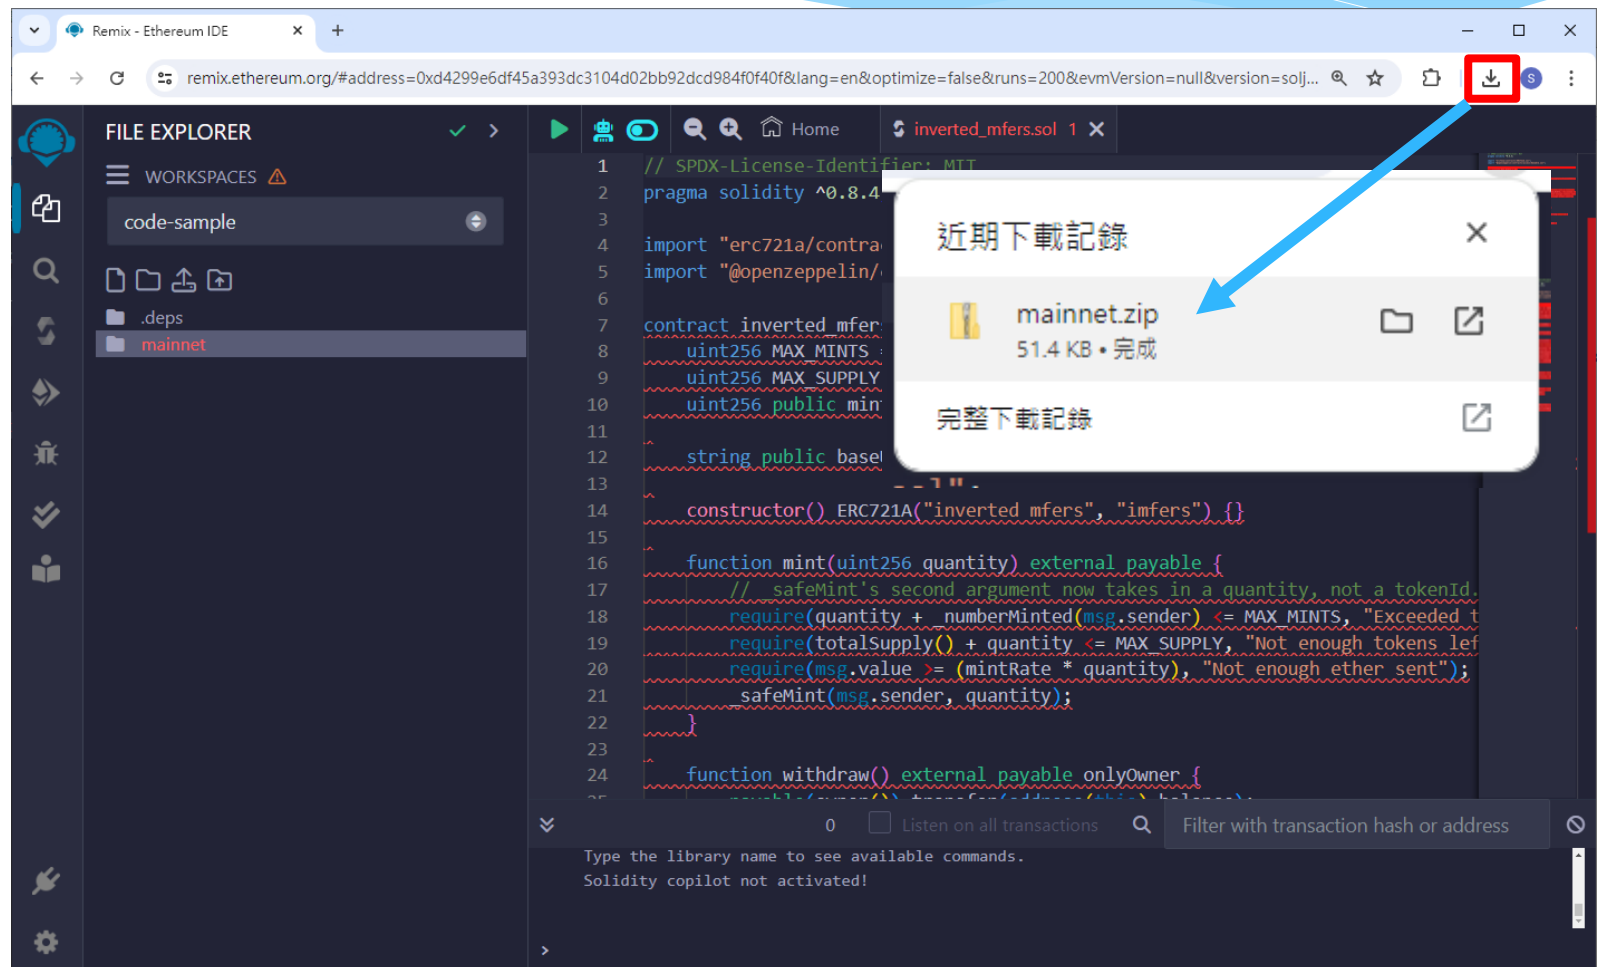 Remix - Ethereum IDE
remix.ethereum.org/#address=0xd4299e6df45a393dc3104d02bb92dcd984f0f40f&lang=en&optimize=false&runs=200&evmVersion=null&version=solj...
S
FILE EXPLORER
WORKSPACES
code-sample
.deps
mainnet
Home
inverted_mfers.sol 1
1 // SPDX-License-Identifier: MIT
2 pragma solidity ^0.8.4
3
4 import "erc721a/contra
5 import "@openzeppelin/
6
7 contract inverted_mfer
8 uint256 MAX_MINTS =
9 uint256 MAX_SUPPLY
10 uint256 public min
11
12 string public base
13
14 constructor() ERC721A("inverted mfers", "imfers") {}
15
16 function mint(uint256 quantity) external payable {
17 // _safeMint's second argument now takes in a quantity, not a tokenId.
18 require(quantity + _numberMinted(msg.sender) <= MAX_MINTS, "Exceeded t
19 require(totalSupply() + quantity <= MAX_SUPPLY, "Not enough tokens lef
20 require(msg.value >= (mintRate * quantity), "Not enough ether sent");
21 _safeMint(msg.sender, quantity);
22 }
23
24 function withdraw() external payable onlyOwner {
近期下載記錄
mainnet.zip
51.4 KB • 完成
完整下載記錄
0
Listen on all transactions
Filter with transaction hash or address
Type the library name to see available commands.
Solidity copilot not activated!
>